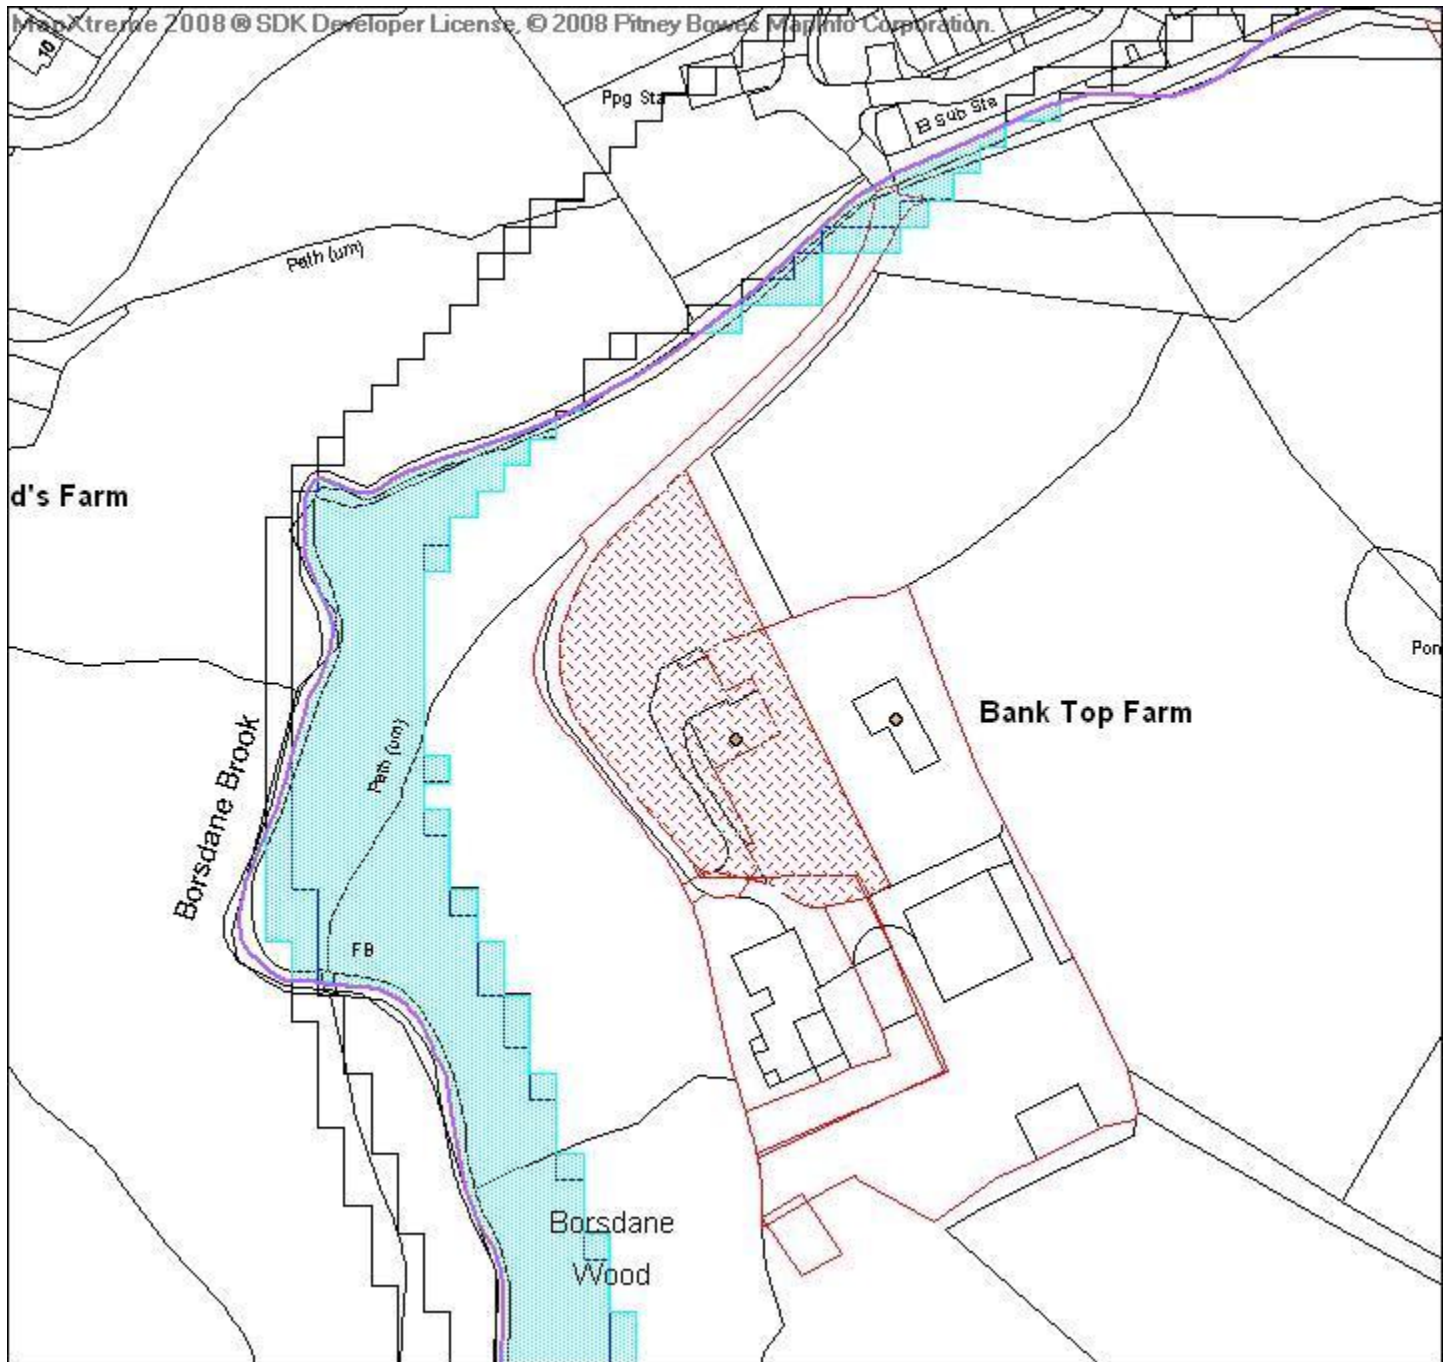 MapXtreme 2008 ® SDK Developer License, © 2008 Pitney Bowes MapInfo Corporation.
10
Ppg Sta
El Sub Sta
Path (um)
d's Farm
Pon
Bank Top Farm
Path (um)
Borsdane Brook
FB
Borsdane
Wood